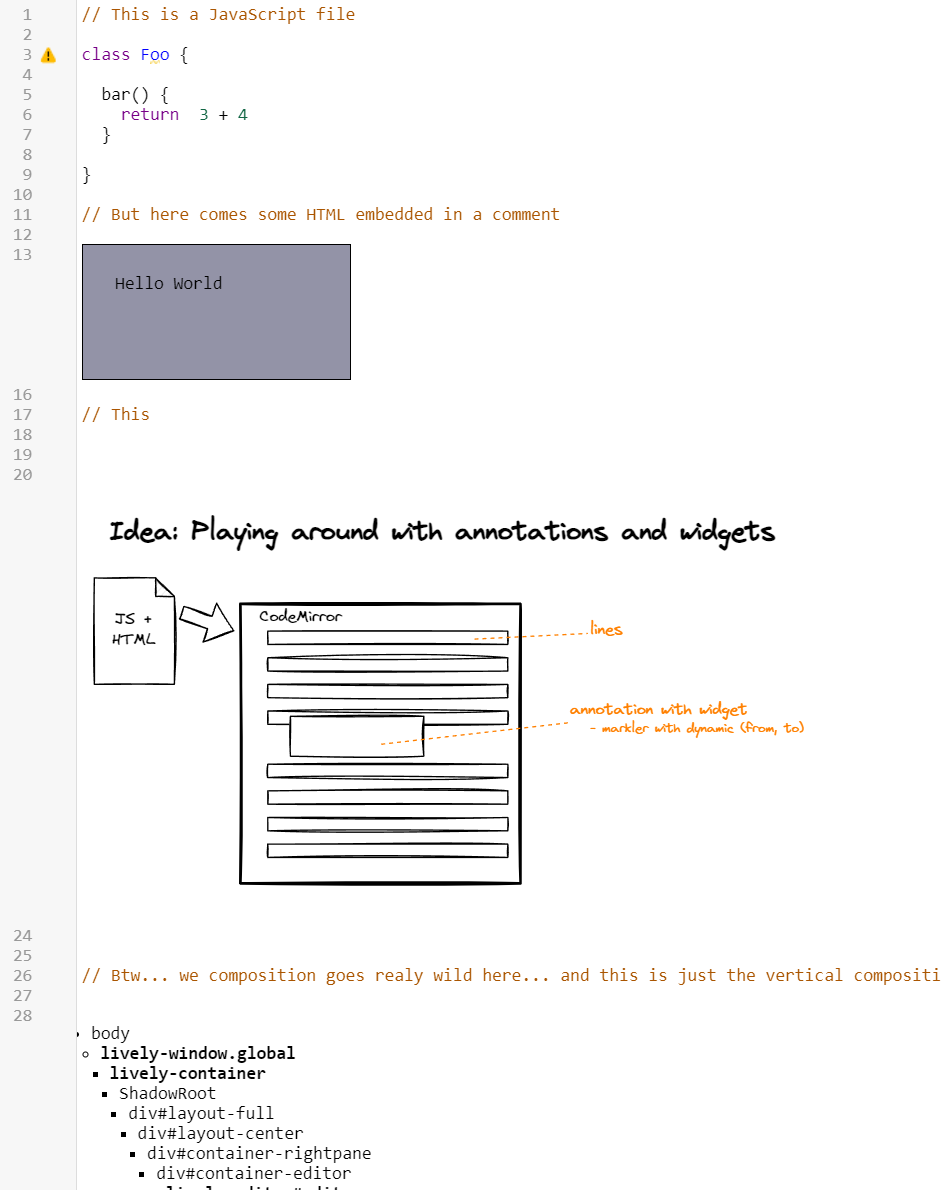 1 // This is a JavaScript file
2
3 class Foo {
4
5 bar() {
6 return 3 + 4
7 }
8
9 }
10
11 // But here comes some HTML embedded in a comment
12
13
Hello World
16
17 // This
18
19
20
Idea: Playing around with annotations and widgets
JS +
HTML
CodeMirror
lines
annotation with widget
- markler with dynamic (from, to)
24
25
26 // Btw... we composition goes realy wild here... and this is just the vertical compositi
27
28
body
lively-window.global
lively-container
ShadowRoot
div#layout-full
div#layout-center
div#container-rightpane
div#container-editor